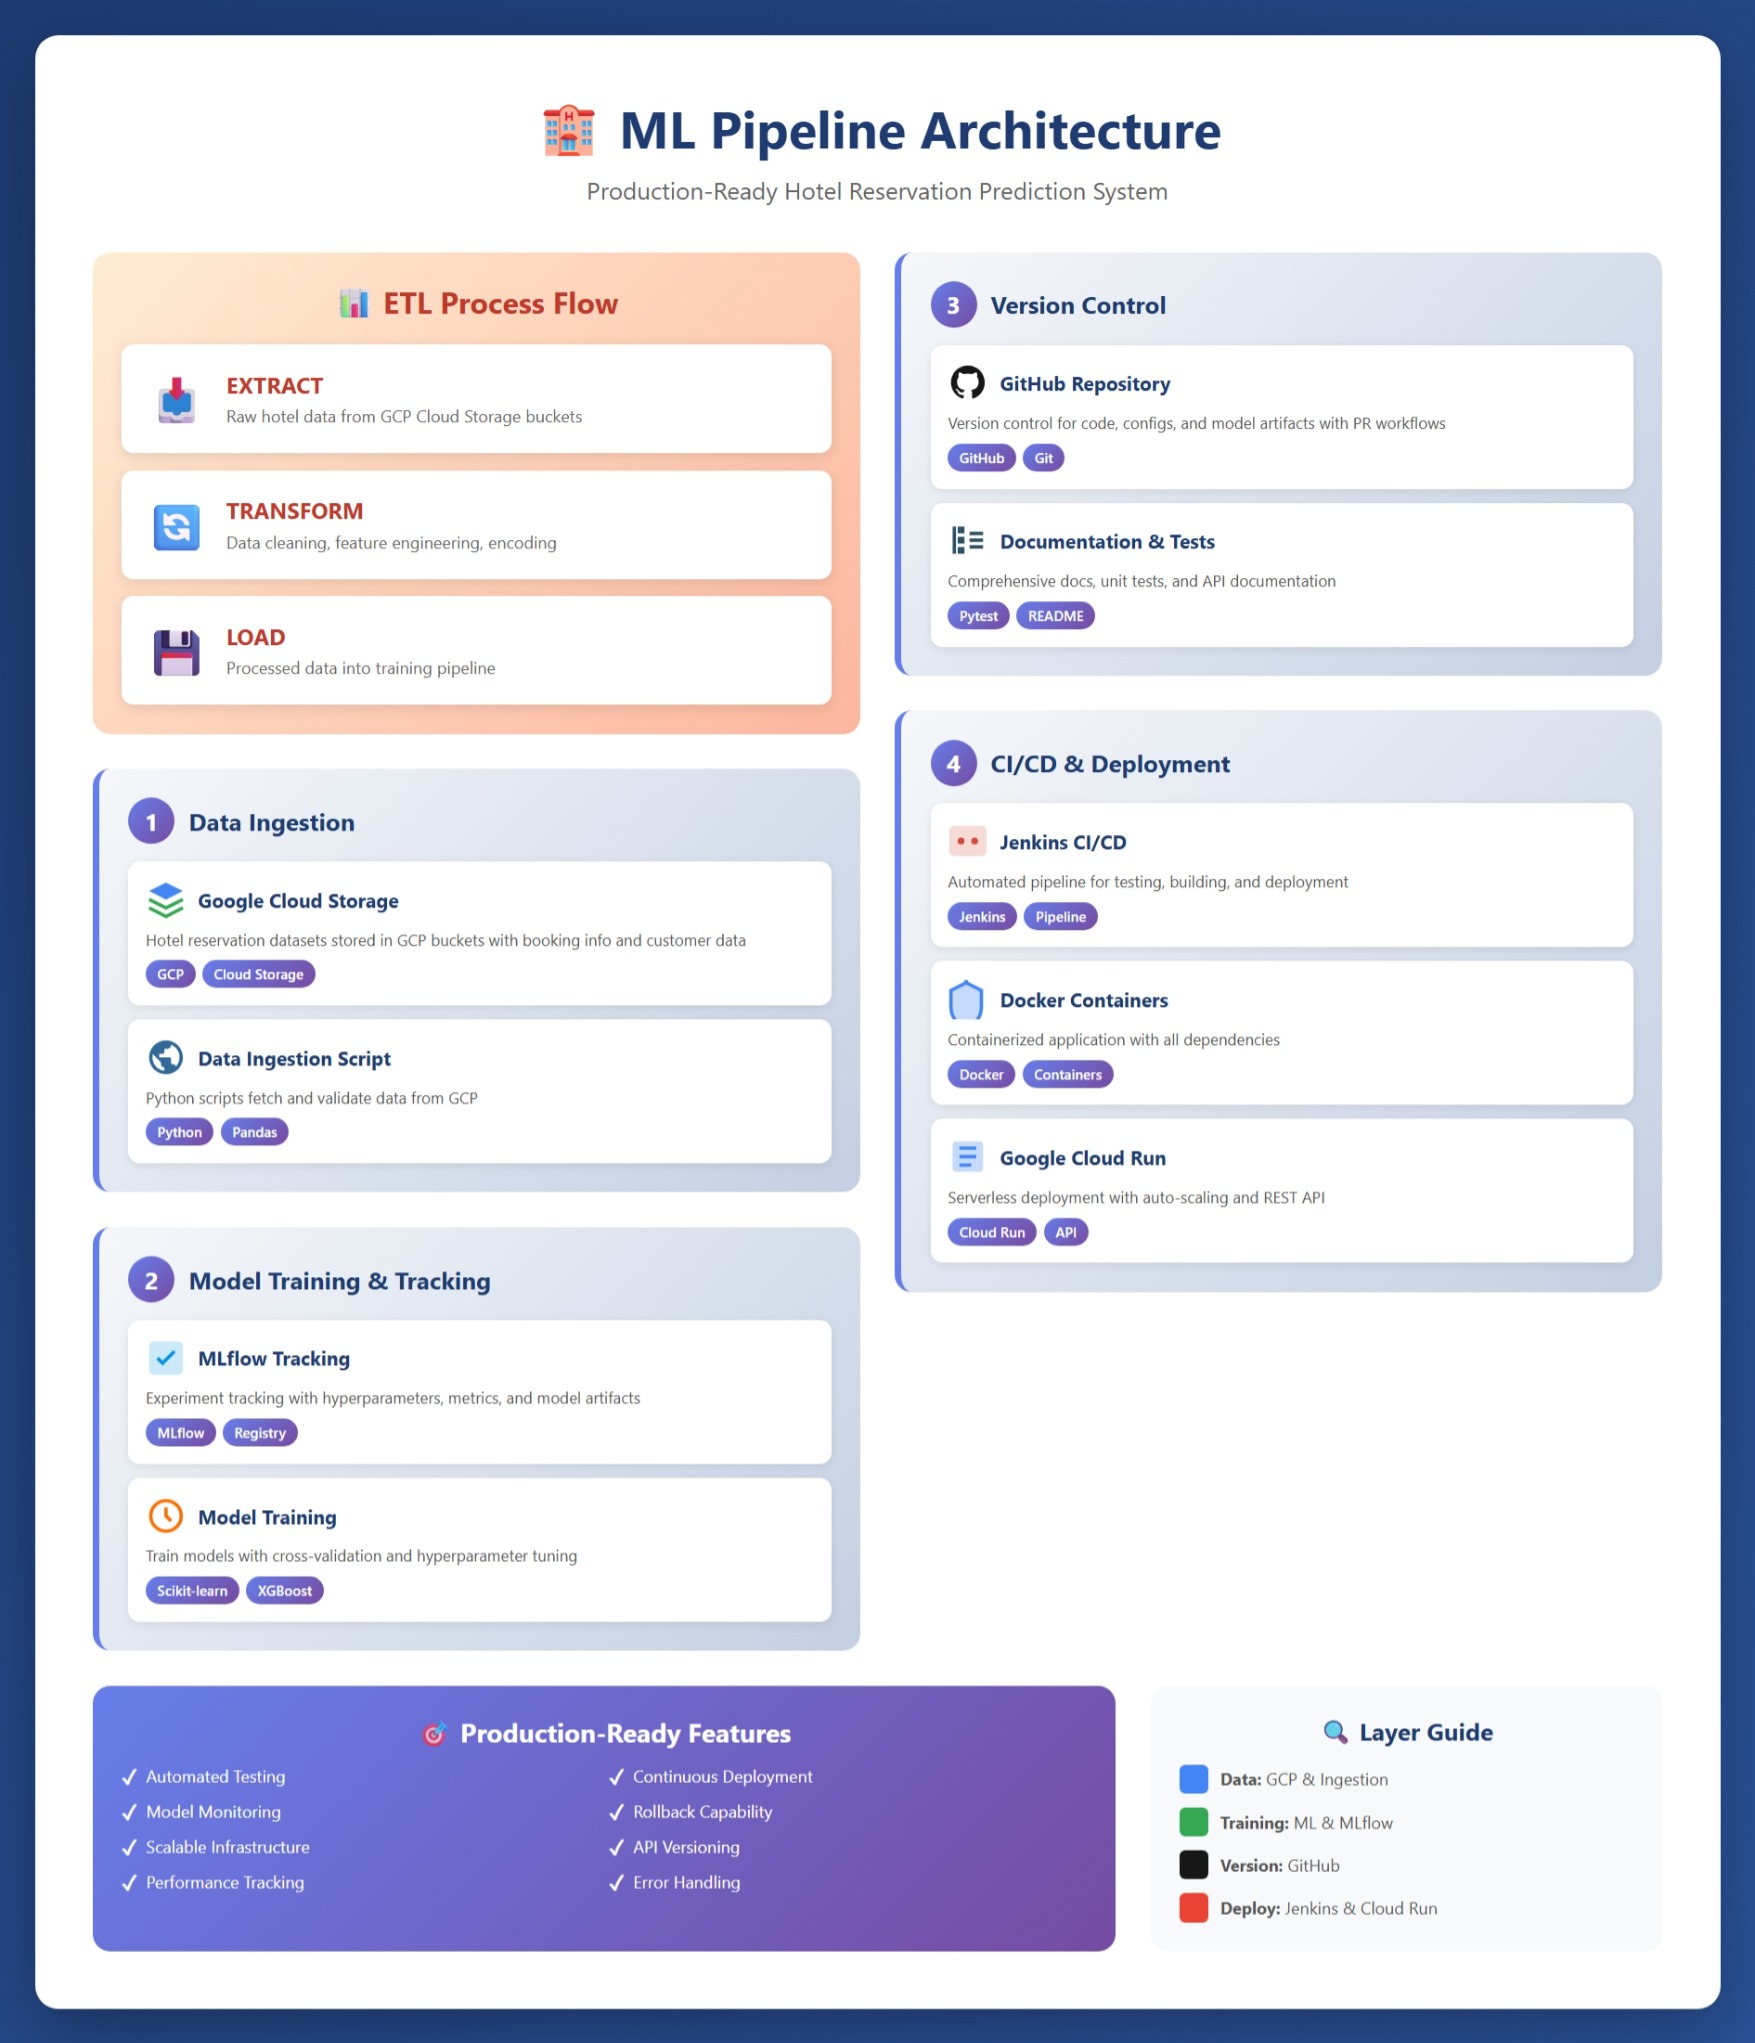 ML Pipeline Architecture
Production-Ready Hotel Reservation Prediction System
ETL Process Flow
EXTRACT
Raw hotel data from GCP Cloud Storage buckets
TRANSFORM
Data cleaning, feature engineering, encoding
LOAD
Processed data into training pipeline
1 Data Ingestion
Google Cloud Storage
Hotel reservation datasets stored in GCP buckets with booking info and customer data
GCP Cloud Storage
Data Ingestion Script
Python scripts fetch and validate data from GCP
Python Pandas
2 Model Training & Tracking
MLflow Tracking
Experiment tracking with hyperparameters, metrics, and model artifacts
MLflow Registry
Model Training
Train models with cross-validation and hyperparameter tuning
Scikit-learn XGBoost
3 Version Control
GitHub Repository
Version control for code, configs, and model artifacts with PR workflows
GitHub Git
Documentation & Tests
Comprehensive docs, unit tests, and API documentation
Pytest README
4 CI/CD & Deployment
Jenkins CI/CD
Automated pipeline for testing, building, and deployment
Jenkins Pipeline
Docker Containers
Containerized application with all dependencies
Docker Containers
Google Cloud Run
Serverless deployment with auto-scaling and REST API
Cloud Run API
Production-Ready Features
✓ Automated Testing
✓ Model Monitoring
✓ Scalable Infrastructure
✓ Performance Tracking
✓ Continuous Deployment
✓ Rollback Capability
✓ API Versioning
✓ Error Handling
Layer Guide
Data: GCP & Ingestion
Training: ML & MLflow
Version: GitHub
Deploy: Jenkins & Cloud Run